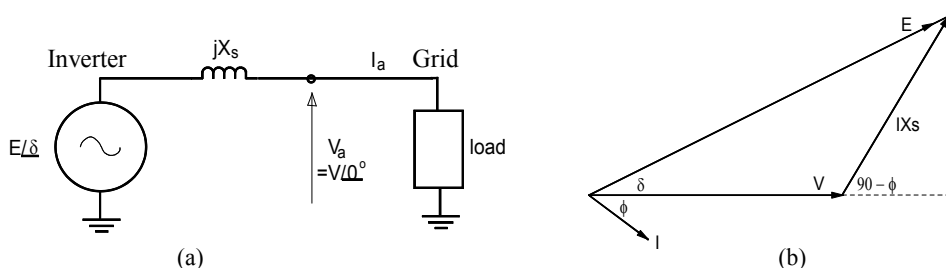 Inverter
jXs
Ia
Grid
E/δ
Va
=V/0°
load
(a)
E
IXs
δ
V
90 – ϕ
ϕ
I
(b)